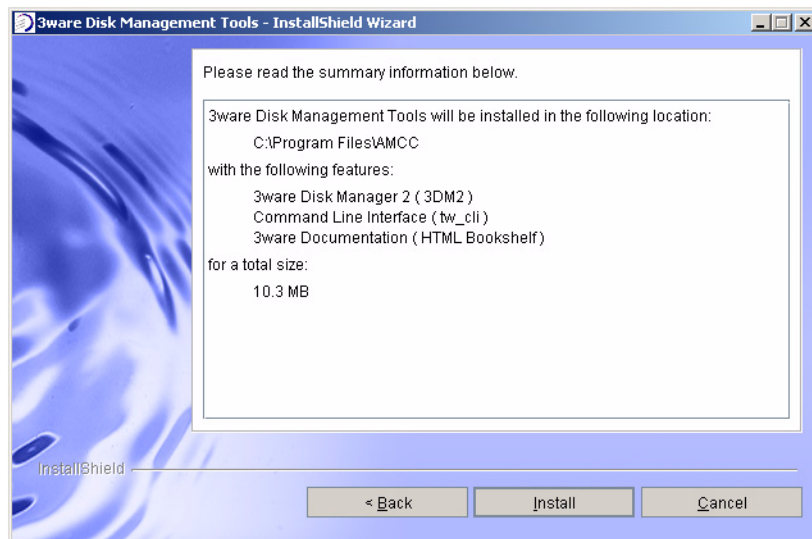 3ware Disk Management Tools - InstallShield Wizard
Please read the summary information below.
3ware Disk Management Tools will be installed in the following location:
C:\Program Files\AMCC
with the following features:
3ware Disk Manager 2 ( 3DM2 )
Command Line Interface ( tw_cli )
3ware Documentation ( HTML Bookshelf )
for a total size:
10.3 MB
InstallShield
< Back
Install
Cancel